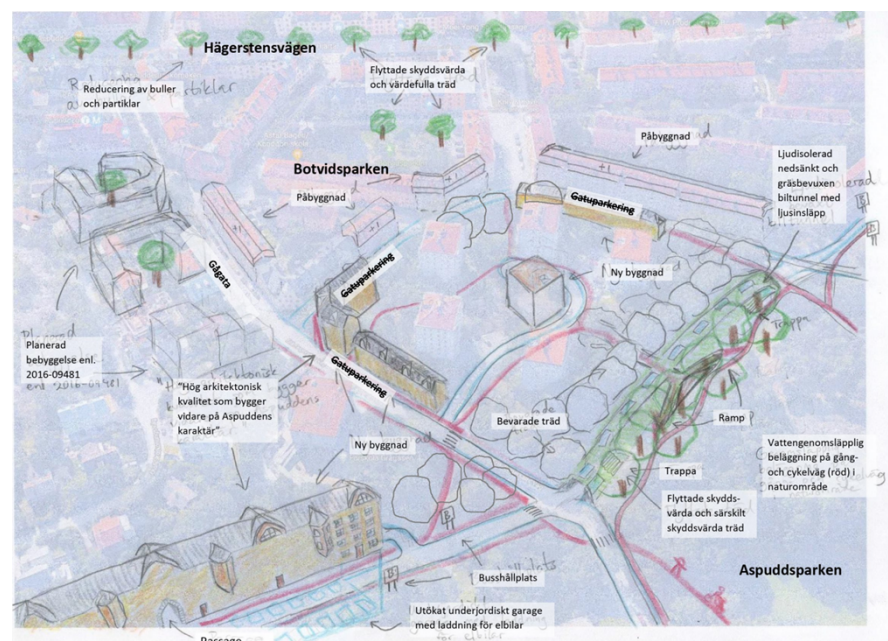 Hägerstensvägen
Reducering av buller
och partiklar
Flyttade skyddsvärda
och värdefulla träd
Botvidsparken
Påbyggnad
Påbyggnad
Ljudisolerad
nedsänkt och
gräsbevuxen
biltunnel med
ljusinsläpp
+1
+1
+1
Gatuparkering
Gågata
Gatuparkering
Ny byggnad
Trappa
Planerad
bebyggelse enl.
2016-09481
"Hög arkitektonisk
kvalitet som bygger
vidare på Aspuddens
karaktär"
Gatuparkering
Ny byggnad
Bevarade träd
Ramp
Trappa
Vattengenomsläpplig
beläggning på gång-
och cykelväg (röd) i
naturområde
Flyttade skydds-
värda och särskilt
skyddsvärda träd
Busshållplats
Aspuddsparken
Utökat underjordiskt garage
med laddning för elbilar
Passage